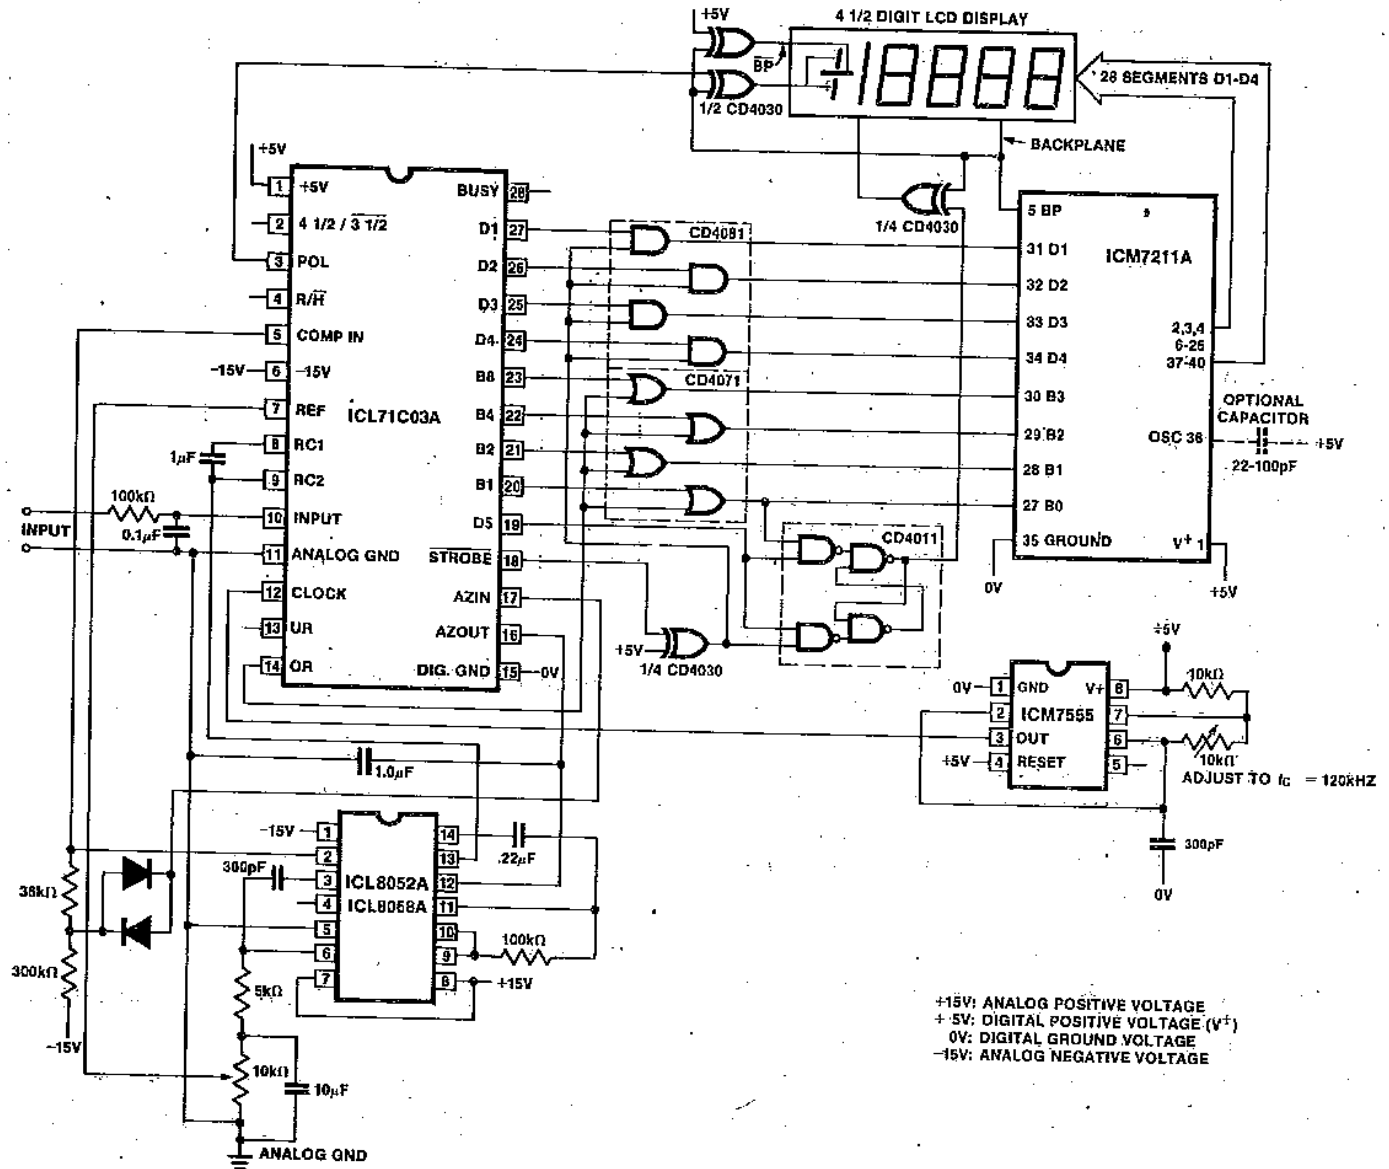 +5V
4 1/2 DIGIT LCD DISPLAY
BP
28 SEGMENTS D1-D4
1/2 CD4030
BACKPLANE
1/4 CD4030
+5V
1 +5V
2 4 1/2 / 3 1/2
3 POL
4 R/H
5 COMP IN
-15V 6 -15V
7 REF
8 RC1
1µF
9 RC2
100kΩ
10 INPUT
INPUT
0.1µF
11 ANALOG GND
12 CLOCK
13 UR
14 OR
ICL71C03A
BUSY 28
D1 27
D2 26
D3 25
D4 24
B8 23
B4 22
B2 21
B1 20
D5 19
STROBE 18
AZIN 17
AZOUT 16
DIG. GND 15 0V
CD4081
CD4071
CD4011
+5V
1/4 CD4030
5 BP
ICM7211A
31 D1
32 D2
33 D3
34 D4
30 B3
29 B2
28 B1
27 B0
35 GROUND
0V
2,3,4
6-26
37-40
OSC 36
V+ 1
+5V
OPTIONAL
CAPACITOR
+5V
22-100pF
+5V
0V 1 GND
2
3 OUT
+5V 4 RESET
ICM7555
V+ 8
7
6
5
10kΩ
10kΩ
ADJUST TO fC = 120kHZ
300pF
0V
1.0µF
-15V 1
2
300pF
3
4
5
6
7
ICL8052A
ICL8068A
14
13
12
11
10
9
8 +15V
.22µF
100kΩ
36kΩ
300kΩ
-15V
5kΩ
10kΩ
10µF
ANALOG GND
+15V: ANALOG POSITIVE VOLTAGE
+5V: DIGITAL POSITIVE VOLTAGE (V+)
0V: DIGITAL GROUND VOLTAGE
-15V: ANALOG NEGATIVE VOLTAGE